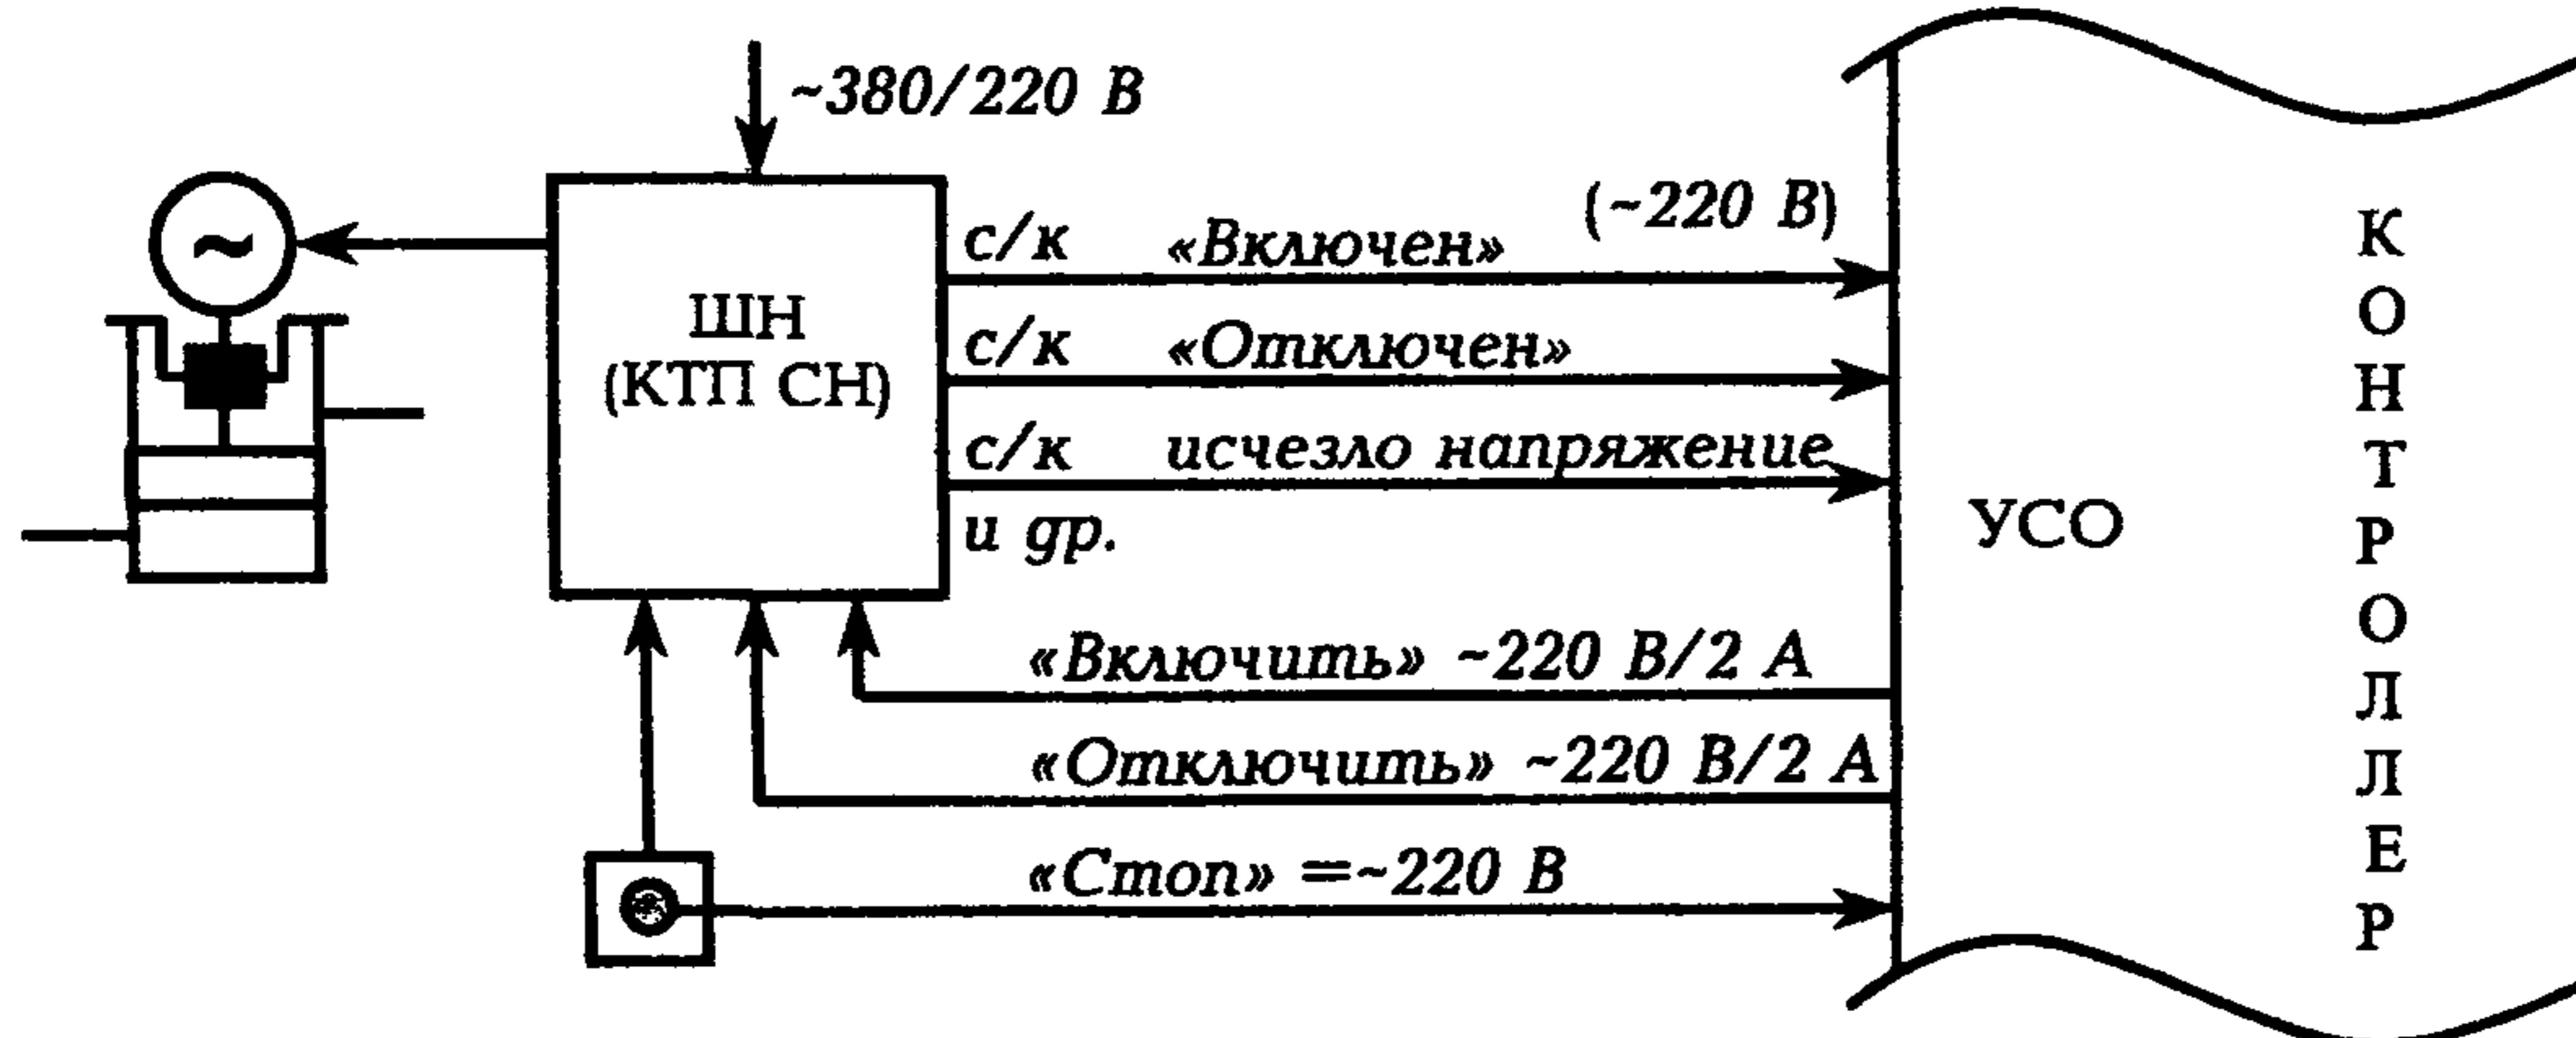 ~380/220 В
(~220 В)
с/к «Включен»
ШН
(КТП СН)
с/к «Отключен»
с/к исчезло напряжение
и др.
УСО
КОНТРОЛЛЕР
«Включить» ~220 В/2 А
«Отключить» ~220 В/2 А
«Стоп» =~220 В
~